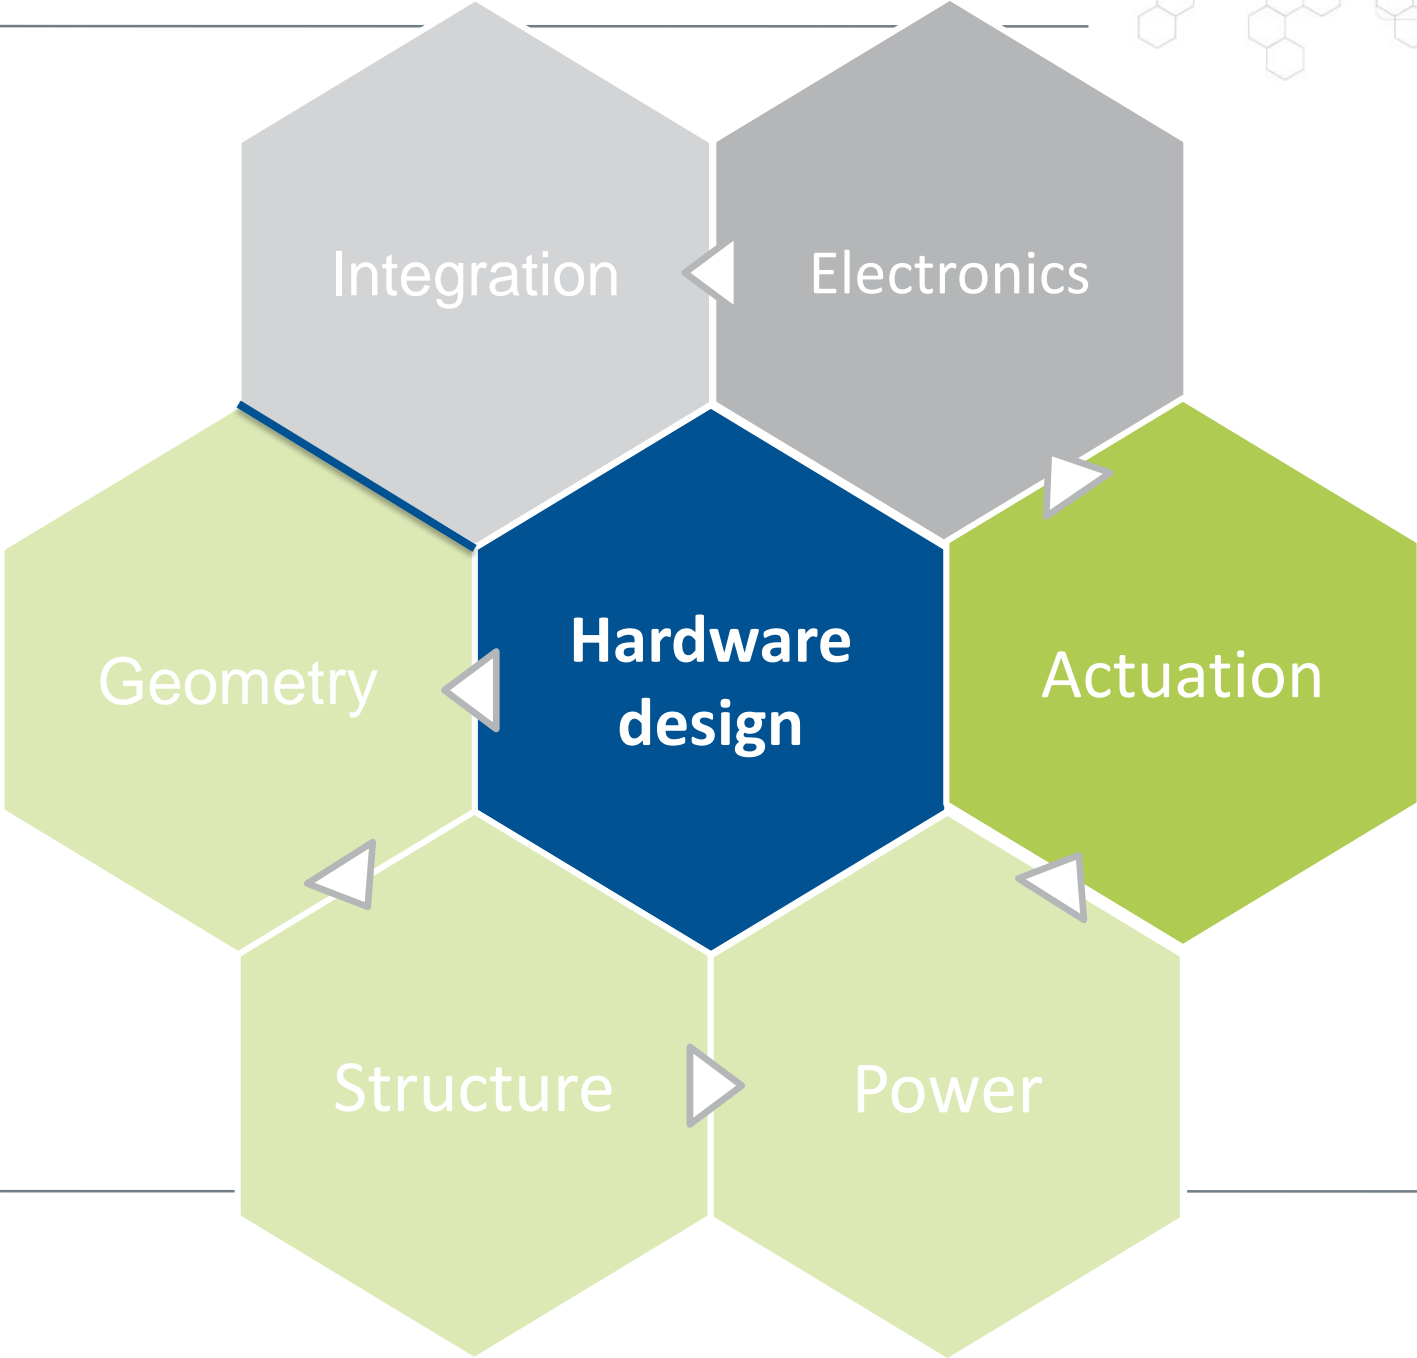 Integration
Electronics
Hardware
design
Geometry
Actuation
Structure
Power